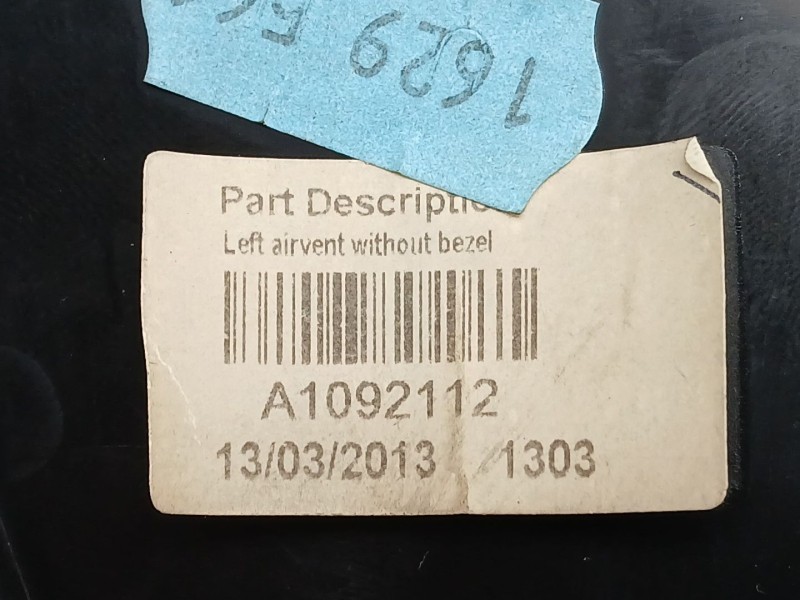 1629
Part Descriptio
Left airvent without bezel
A1092112
13/03/2013 1303